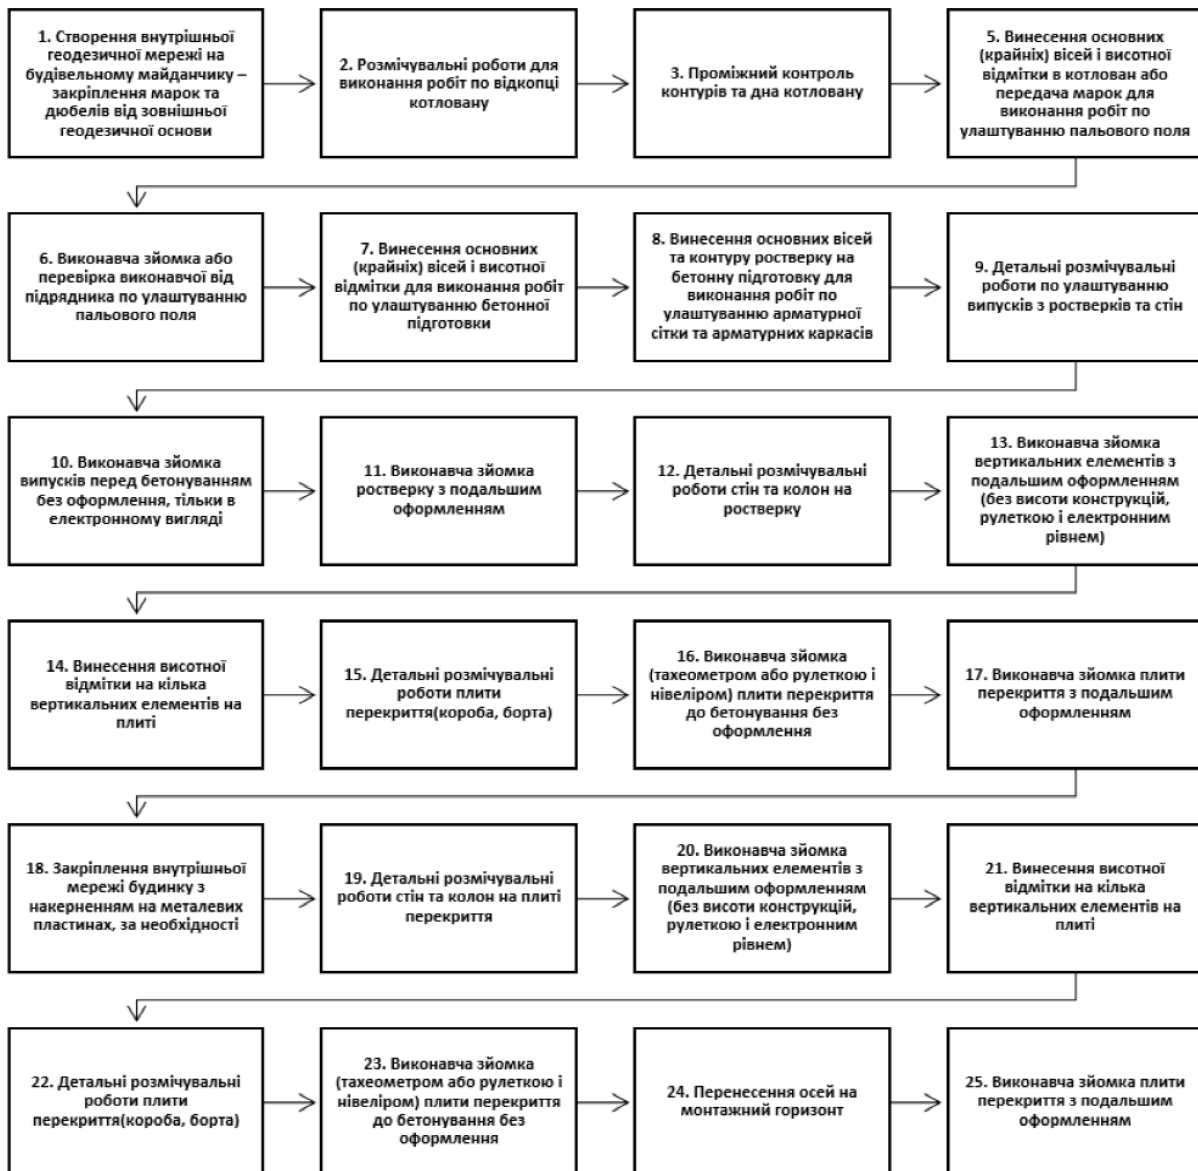 1. Створення внутрішньої
геодезичної мережі на
будівельному майданчику –
закріплення марок та
дюбелів від зовнішньої
геодезичної основи
2. Розмічувальні роботи для
виконання робіт по відкопці
котловану
3. Проміжний контроль
контурів та дна котловану
5. Винесення основних
(крайніх) вісей і висотної
відмітки в котлован або
передача марок для
виконання робіт по
улаштуванню пальового поля
6. Виконавча зйомка або
перевірка виконавчої від
підрядника по улаштуванню
пальового поля
7. Винесення основних
(крайніх) вісей і висотної
відмітки для виконання робіт
по улаштуванню бетонної
підготовки
8. Винесення основних вісей
та контуру ростверку на
бетонну підготовку для
виконання робіт по
улаштуванню арматурної
сітки та арматурних каркасів
9. Детальні розмічувальні
роботи по улаштуванню
випусків з ростверків та стін
10. Виконавча зйомка
випусків перед бетонуванням
без оформлення, тільки в
електронному вигляді
11. Виконавча зйомка
ростверку з подальшим
оформленням
12. Детальні розмічувальні
роботи стін та колон на
ростверку
13. Виконавча зйомка
вертикальних елементів з
подальшим оформленням
(без висоти конструкцій,
рулеткою і електронним
рівнем)
14. Винесення висотної
відмітки на кілька
вертикальних елементів на
плиті
15. Детальні розмічувальні
роботи плити
перекриття(короба, борта)
16. Виконавча зйомка
(тахеометром або рулеткою і
нівеліром) плити перекриття
до бетонування без
оформлення
17. Виконавча зйомка плити
перекриття з подальшим
оформленням
18. Закріплення внутрішньої
мережі будинку з
накерненням на металевих
пластинах, за необхідності
19. Детальні розмічувальні
роботи стін та колон на плиті
перекриття
20. Виконавча зйомка
вертикальних елементів з
подальшим оформленням
(без висоти конструкцій,
рулеткою і електронним
рівнем)
21. Винесення висотної
відмітки на кілька
вертикальних елементів на
плиті
22. Детальні розмічувальні
роботи плити
перекриття(короба, борта)
23. Виконавча зйомка
(тахеометром або рулеткою і
нівеліром) плити перекриття
до бетонування без
оформлення
24. Перенесення осей на
монтажний горизонт
25. Виконавча зйомка плити
перекриття з подальшим
оформленням